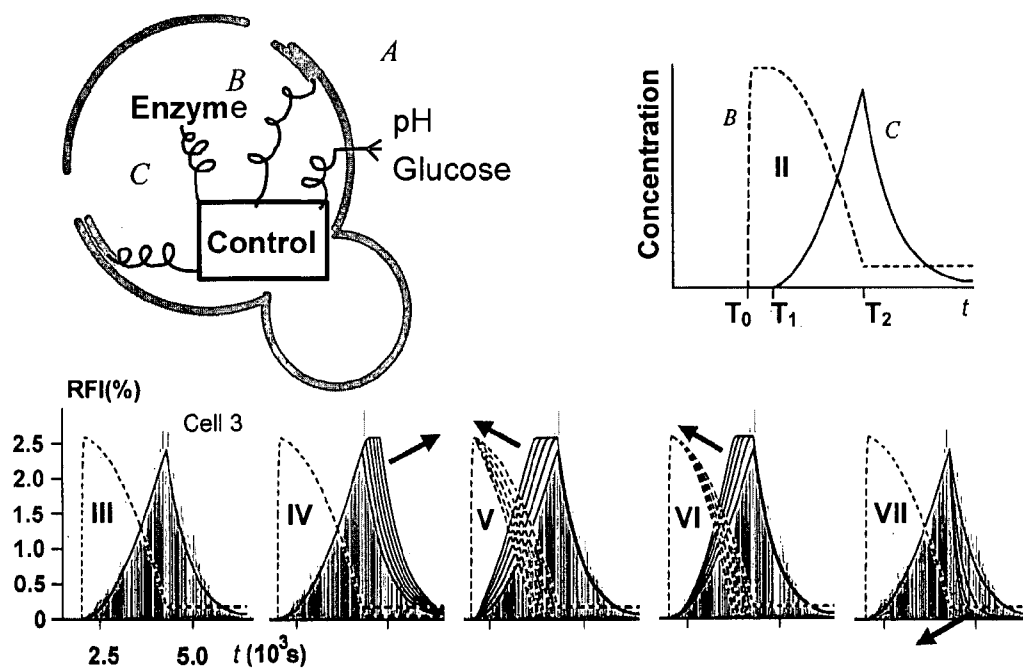 A
B
Enzyme
pH
C
Glucose
Control
Concentration
B
C
II
T0 T1 T2 t
RFI(%)
Cell 3
2.5
2.0
1.5
1.0
0.5
0
III
IV
V
VI
VII
2.5 5.0 t (10³s)